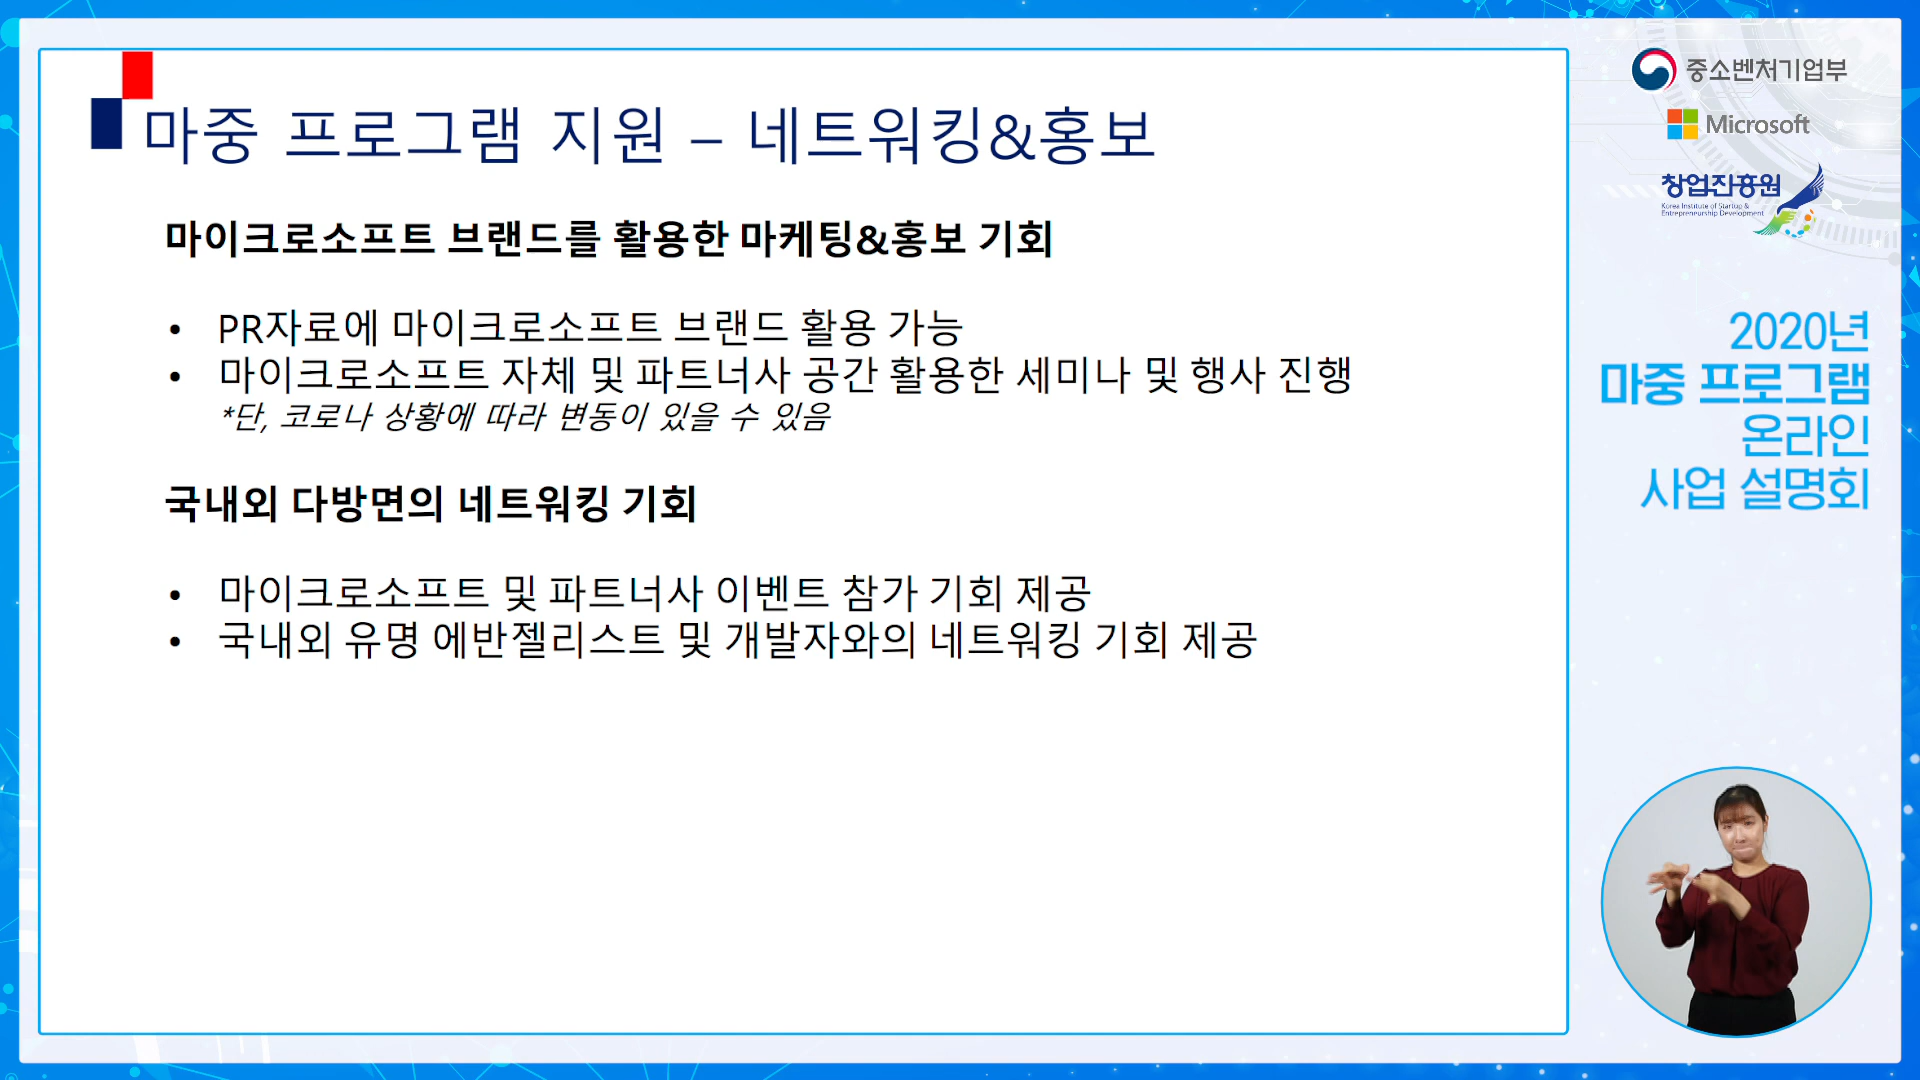 마중 프로그램 지원 – 네트워킹&홍보
마이크로소프트 브랜드를 활용한 마케팅&홍보 기회
• PR자료에 마이크로소프트 브랜드 활용 가능
• 마이크로소프트 자체 및 파트너사 공간 활용한 세미나 및 행사 진행
*단, 코로나 상황에 따라 변동이 있을 수 있음
국내외 다방면의 네트워킹 기회
• 마이크로소프트 및 파트너사 이벤트 참가 기회 제공
• 국내외 유명 에반젤리스트 및 개발자와의 네트워킹 기회 제공
중소벤처기업부
Microsoft
창업진흥원
Korea Institute of Startup &
Entrepreneurship Development
2020년
마중 프로그램
온라인
사업 설명회